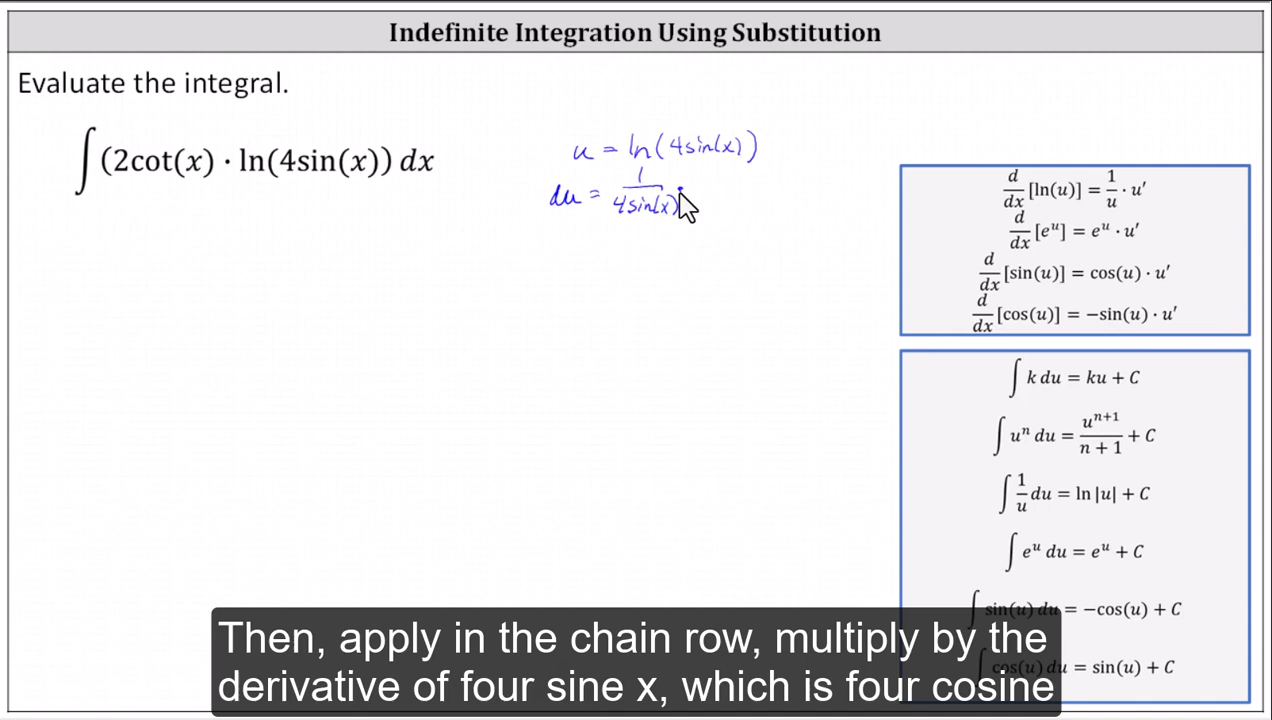 Indefinite Integration Using Substitution
Evaluate the integral.
∫(2cot(x) · ln(4sin(x)) dx
u = ln(4sin(x))
du = 1/4sin(x) ·
d/dx [ln(u)] = 1/u · u′
d/dx [e^u] = e^u · u′
d/dx [sin(u)] = cos(u) · u′
d/dx [cos(u)] = −sin(u) · u′
∫ k du = ku + C
∫ u^n du = u^(n+1)/(n + 1) + C
∫ 1/u du = ln |u| + C
∫ e^u du = e^u + C
∫ sin(u) du = −cos(u) + C
∫ cos(u) du = sin(u) + C
Then, apply in the chain row, multiply by the
derivative of four sine x, which is four cosine